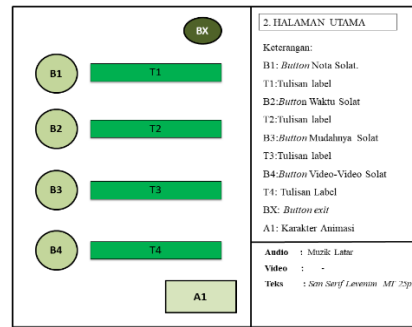 BX
B1
T1
B2
T2
B3
T3
B4
T4
A1
2. HALAMAN UTAMA
Keterangan:
B1: Button Nota Solat.
T1:Tulisan label
B2:Button Waktu Solat
T2:Tulisan label
B3:Button Mudahnya Solat
T3:Tulisan label
B4:Button Video-Video Solat
T4: Tulisan Label
BX: Button exit
A1: Karakter Animasi
Audio : Muzik Latar
Video : -
Teks : San Serif Levenim MT 25p